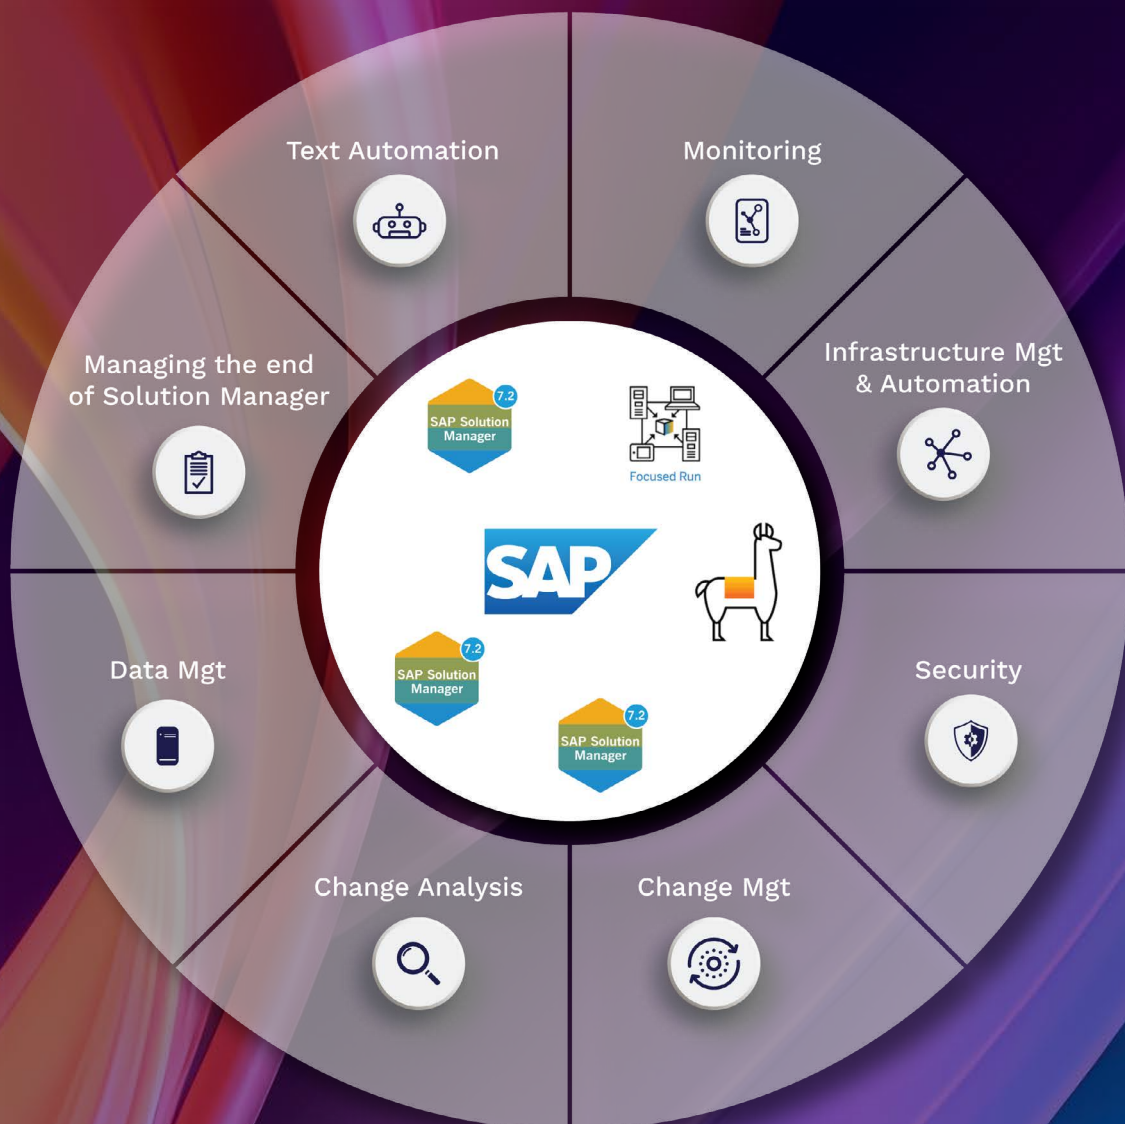 Text Automation
Monitoring
Infrastructure Mgt
& Automation
Managing the end
of Solution Manager
7.2
SAP Solution
Manager
Focused Run
SAP
7.2
SAP Solution
Manager
7.2
SAP Solution
Manager
Data Mgt
Security
Change Analysis
Change Mgt